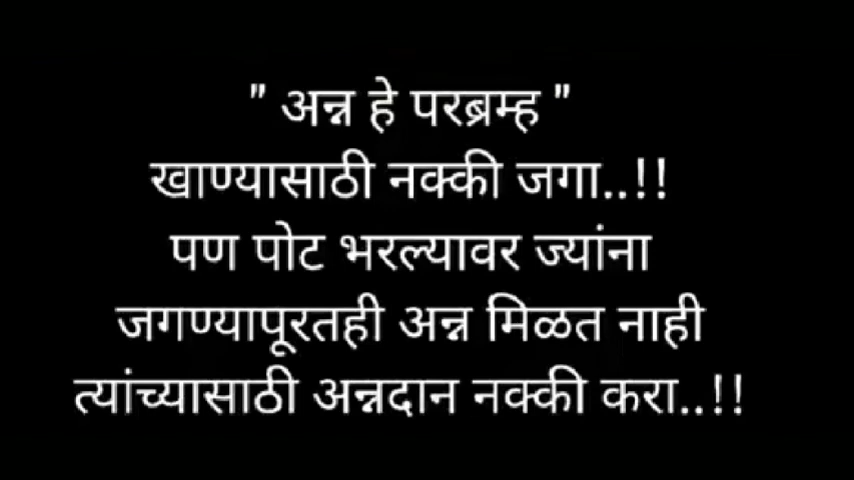 " अन्न हे परब्रम्ह "
खाण्यासाठी नक्की जगा..!!
पण पोट भरल्यावर ज्यांना
जगण्यापूरतही अन्न मिळत नाही
त्यांच्यासाठी अन्नदान नक्की करा..!!